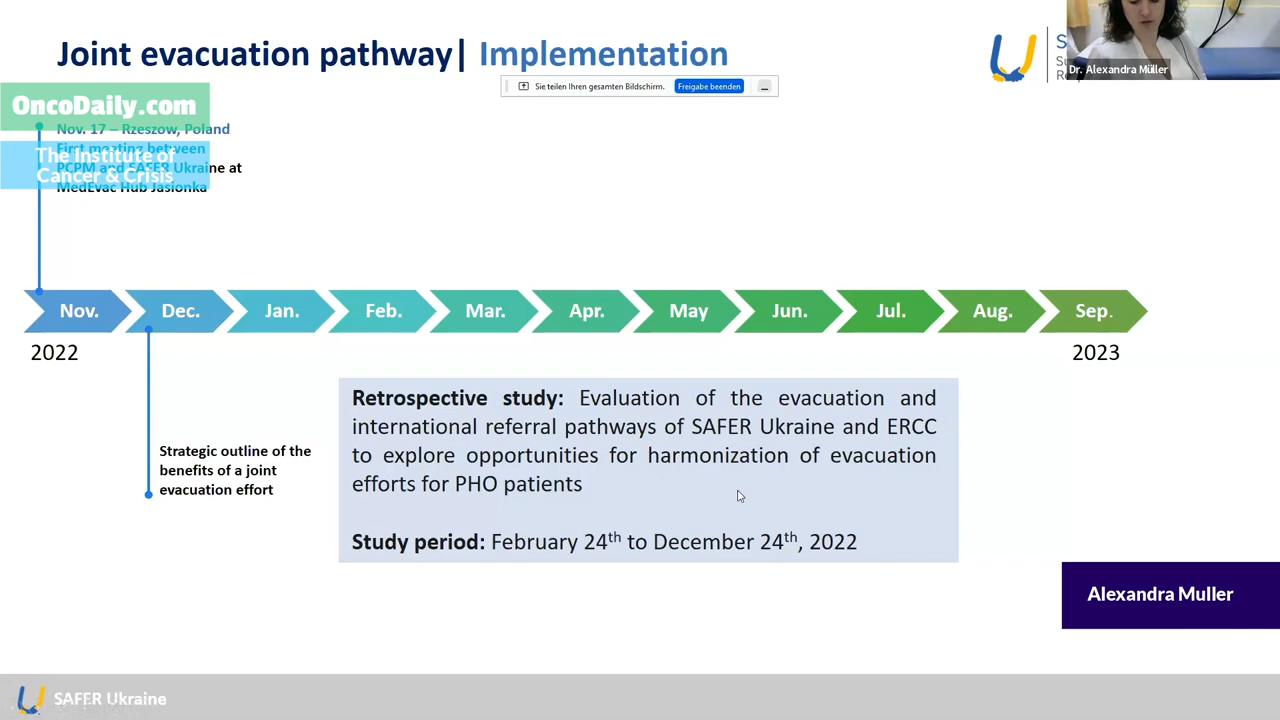 Joint evacuation pathway| Implementation
Dr. Alexandra Müller
Sie teilen Ihren gesamten Bildschirm. Freigabe beenden
OncoDaily.com
Nov. 17 – Rzeszow, Poland
First meeting between
PCPM and SAFER Ukraine at
MedEvac Hub Jasionka
The Institute of
Cancer & Crisis
Nov. Dec. Jan. Feb. Mar. Apr. May Jun. Jul. Aug. Sep.
2022 2023
Strategic outline of the
benefits of a joint
evacuation effort
Retrospective study: Evaluation of the evacuation and
international referral pathways of SAFER Ukraine and ERCC
to explore opportunities for harmonization of evacuation
efforts for PHO patients
Study period: February 24th to December 24th, 2022
Alexandra Muller
SAFER Ukraine